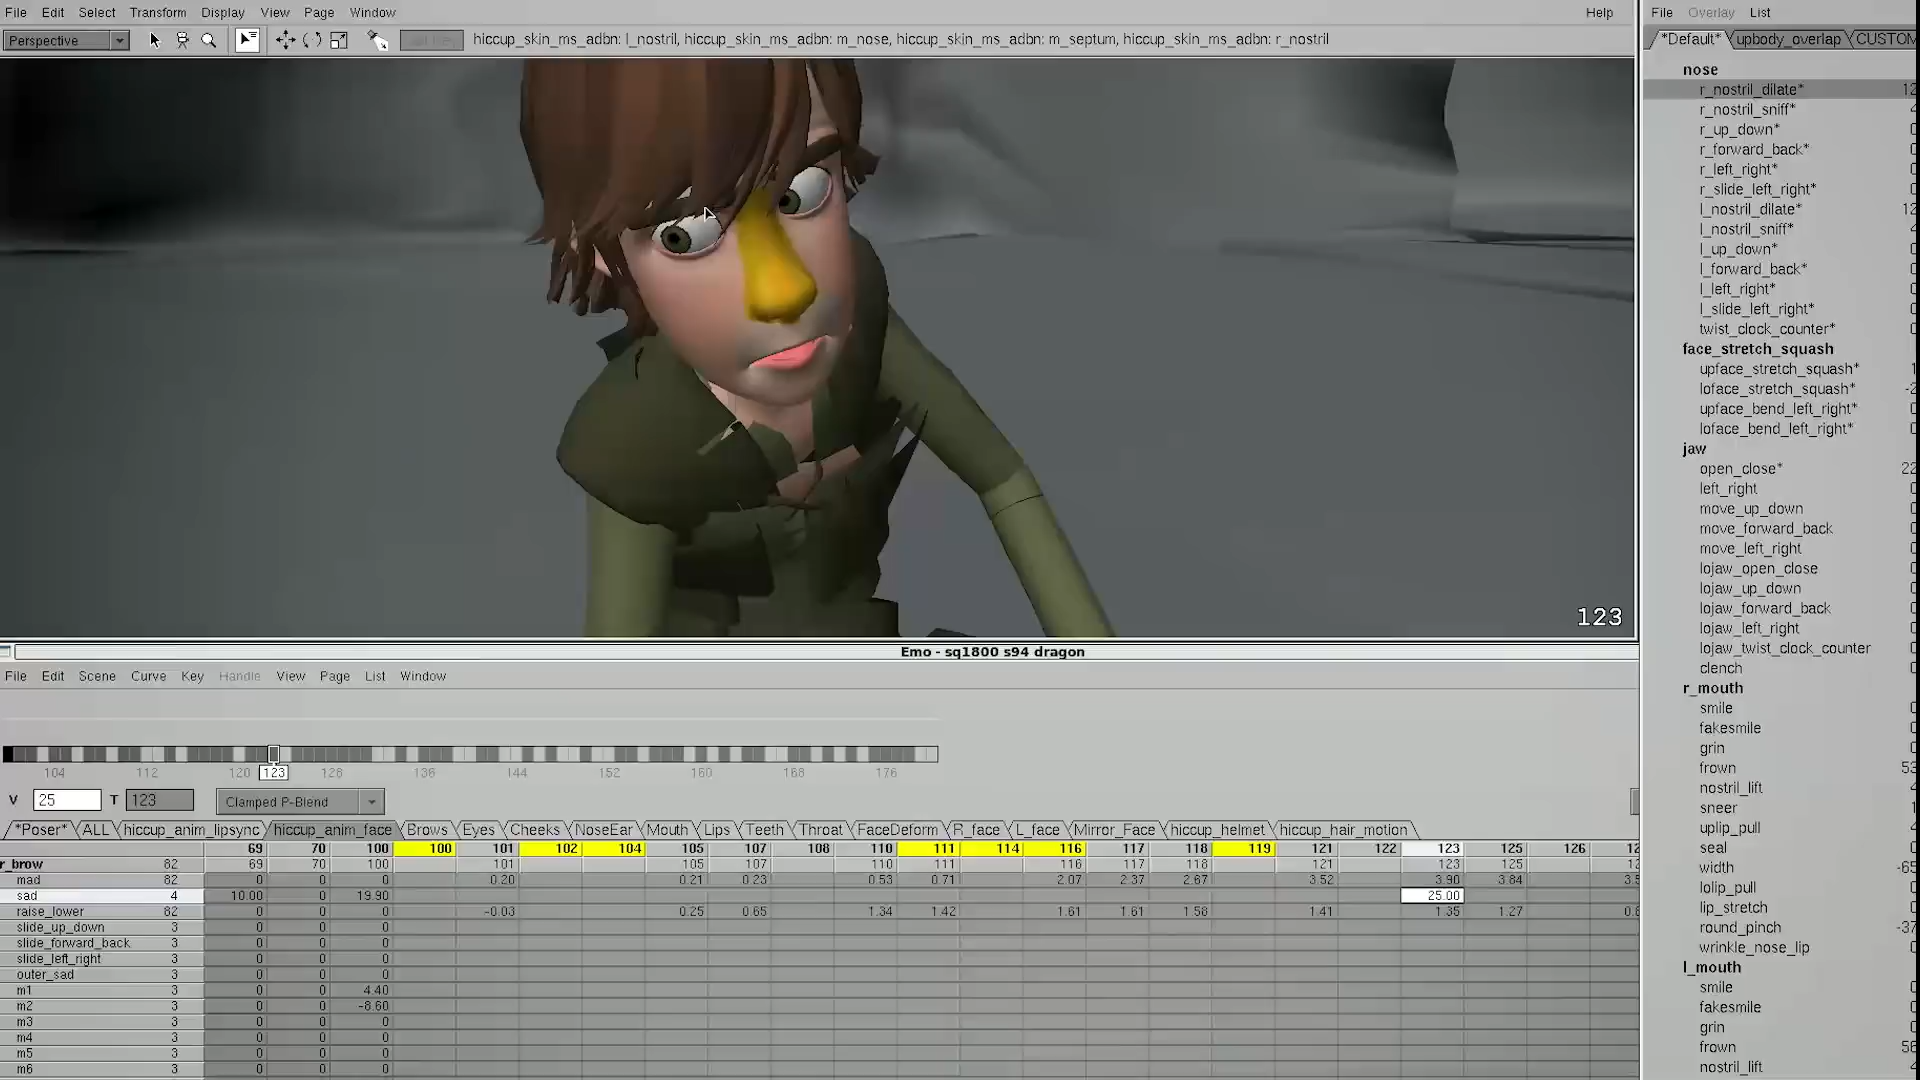 File Edit Select Transform Display View Page Window Help
Perspective
hiccup_skin_ms_adbn: l_nostril, hiccup_skin_ms_adbn: m_nose, hiccup_skin_ms_adbn: m_septum, hiccup_skin_ms_adbn: r_nostril
123
File Overlay List
*Default* upbody_overlap CUSTOM
nose
r_nostril_dilate*
r_nostril_sniff*
r_up_down*
r_forward_back*
r_left_right*
r_slide_left_right*
l_nostril_dilate*
l_nostril_sniff*
l_up_down*
l_forward_back*
l_left_right*
l_slide_left_right*
twist_clock_counter*
face_stretch_squash
upface_stretch_squash*
loface_stretch_squash*
upface_bend_left_right*
loface_bend_left_right*
jaw
open_close*
left_right
move_up_down
move_forward_back
move_left_right
lojaw_open_close
lojaw_up_down
lojaw_forward_back
lojaw_left_right
lojaw_twist_clock_counter
clench
r_mouth
smile
fakesmile
grin
frown
nostril_lift
sneer
uplip_pull
seal
width
lolip_pull
lip_stretch
round_pinch
wrinkle_nose_lip
l_mouth
smile
fakesmile
grin
frown
nostril_lift
Emo - sq1800 s94 dragon
File Edit Scene Curve Key Handle View Page List Window
104 112 120 123 128 136 144 152 160 168 176
V 25 T 123 Clamped P-Blend
*Poser* ALL hiccup_anim_lipsync hiccup_anim_face Brows Eyes Cheeks NoseEar Mouth Lips Teeth Throat FaceDeform R_face L_face Mirror_Face hiccup_helmet hiccup_hair_motion
69 70 100 100 101 102 104 105 107 108 110 111 114 116 117 118 119 121 122 123 125 126
r_brow 82 69 70 100 101 105 107 110 111 116 117 118 121 123 125
mad 82 0 0 0 0.20 0.21 0.23 0.53 0.71 2.07 2.37 2.67 3.52 3.90 3.84
sad 4 10.00 0 19.90 25.00
raise_lower 82 0 0 0 -0.03 0.25 0.65 1.34 1.42 1.61 1.61 1.58 1.41 1.35 1.27
slide_up_down 3 0 0 0
slide_forward_back 3 0 0 0
slide_left_right 3 0 0 0
outer_sad 3 0 0 0
m1 3 0 0 4.40
m2 3 0 0 -8.60
m3 3 0 0 0
m4 3 0 0 0
m5 3 0 0 0
m6 3 0 0 0